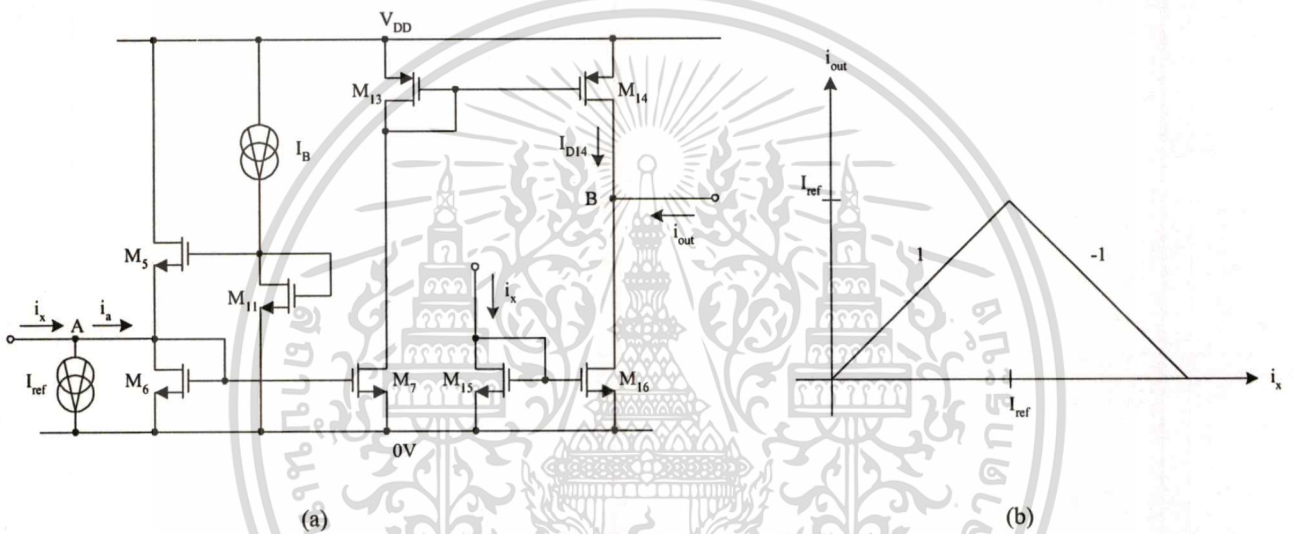 V_DD
M_13
M_14
I_B
I_D14
B
i_out
M_5
M_11
i_x
i_a
A
i_x
I_ref
M_6
M_7
M_15
M_16
0V
(a)
i_out
I_ref
1
-1
i_x
I_ref
(b)